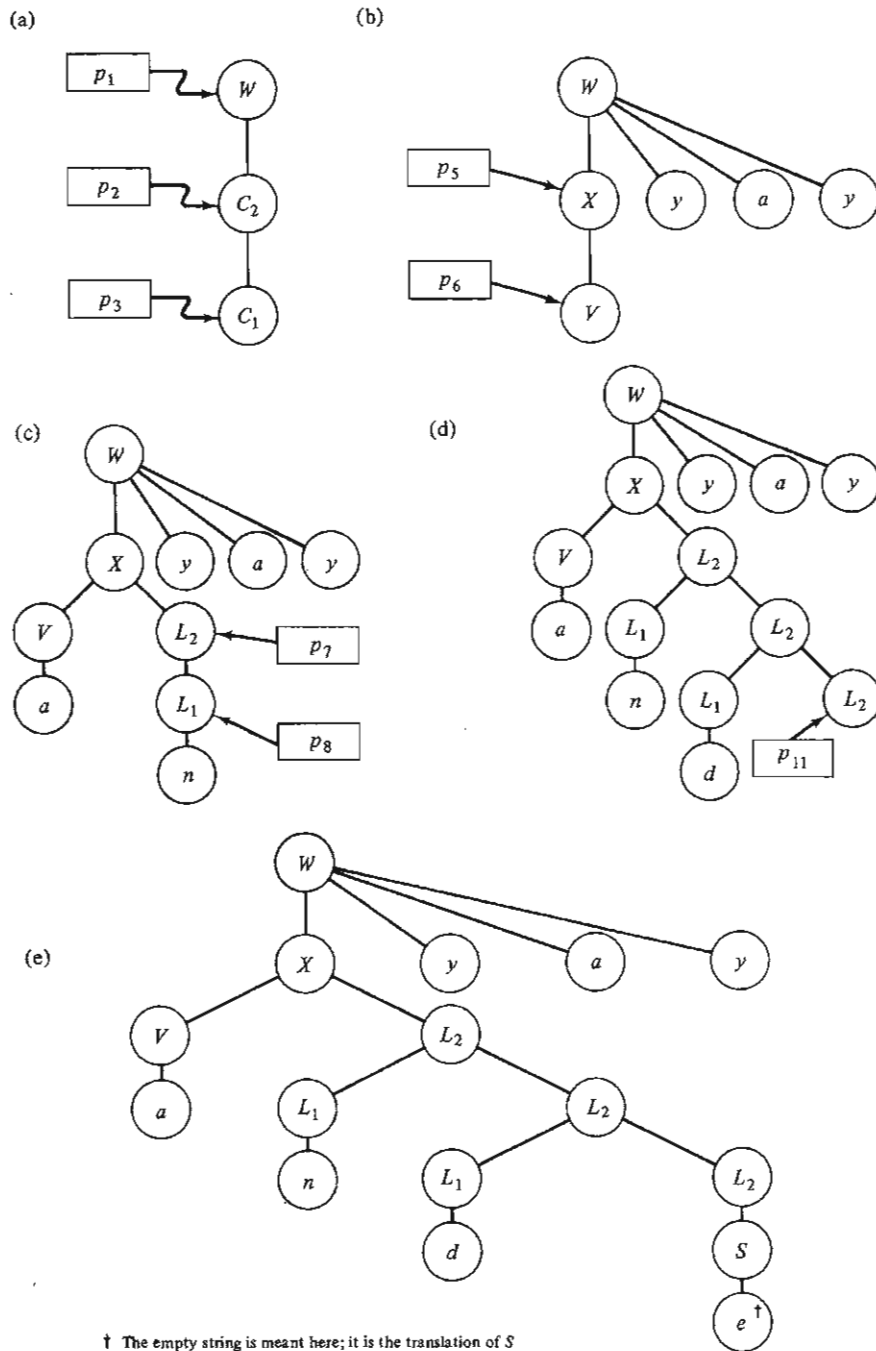 (a)
(b)
p1
W
p2
C2
p3
C1
W
p5
X
y
a
y
p6
V
(c)
(d)
W
X
y
a
y
V
L2
p7
a
L1
p8
n
W
X
y
a
y
V
L2
a
L1
L2
n
L1
L2
d
p11
(e)
W
X
y
a
y
V
L2
a
L1
L2
n
L1
L2
d
S
e†
† The empty string is meant here; it is the translation of S